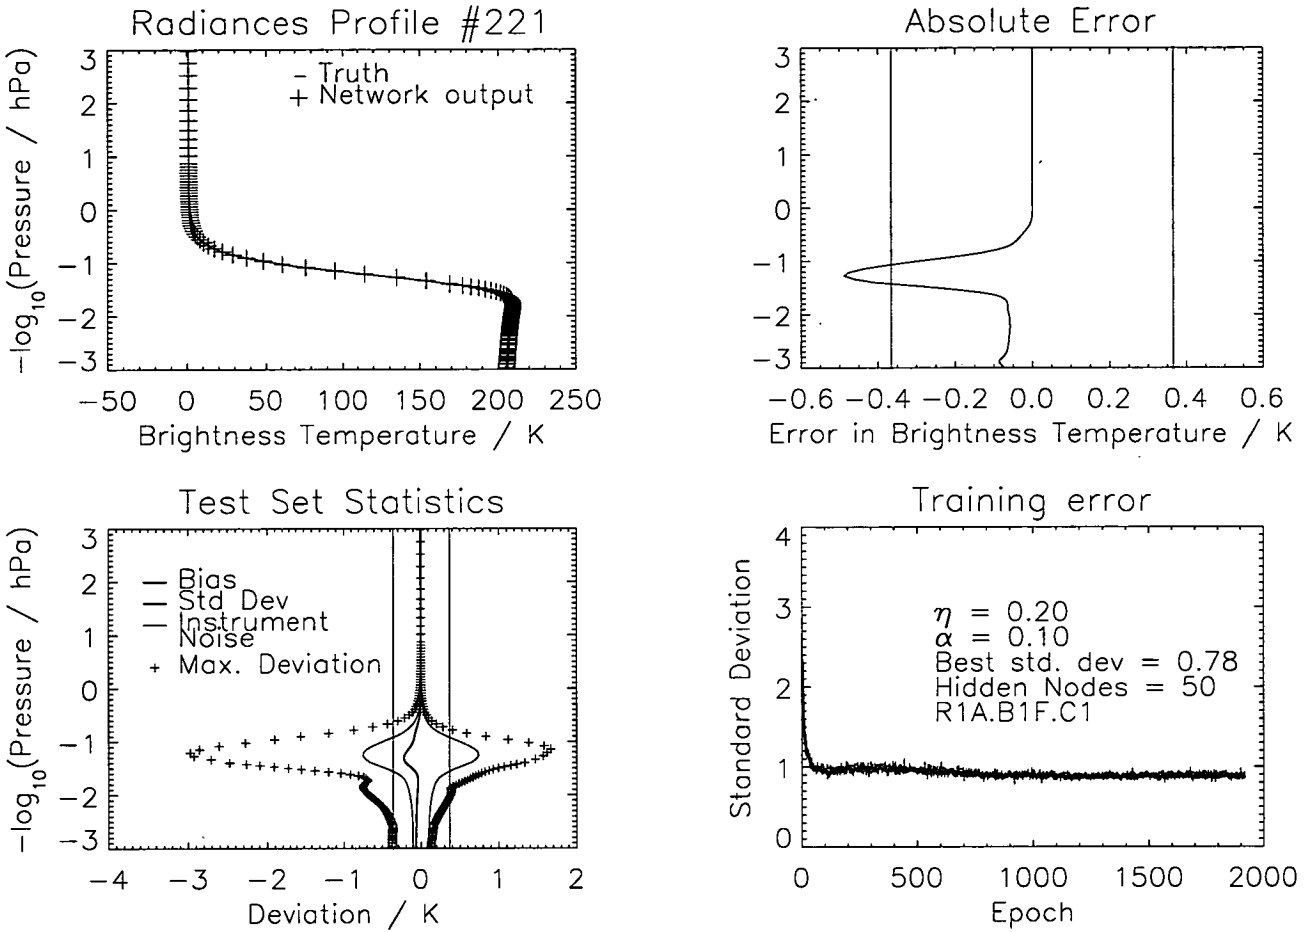 Radiances Profile #221
3
2
1
0
−1
−2
−3
−log10(Pressure / hPa)
− Truth
+ Network output
−50 0 50 100 150 200 250
Brightness Temperature / K
Absolute Error
3
2
1
0
−1
−2
−3
−0.6 −0.4 −0.2 0.0 0.2 0.4 0.6
Error in Brightness Temperature / K
Test Set Statistics
3
2
1
0
−1
−2
−3
−log10(Pressure / hPa)
— Bias
— Std Dev
— Instrument
Noise
+ Max. Deviation
−4 −3 −2 −1 0 1 2
Deviation / K
Training error
4
3
2
1
0
Standard Deviation
η = 0.20
α = 0.10
Best std. dev = 0.78
Hidden Nodes = 50
R1A.B1F.C1
0 500 1000 1500 2000
Epoch